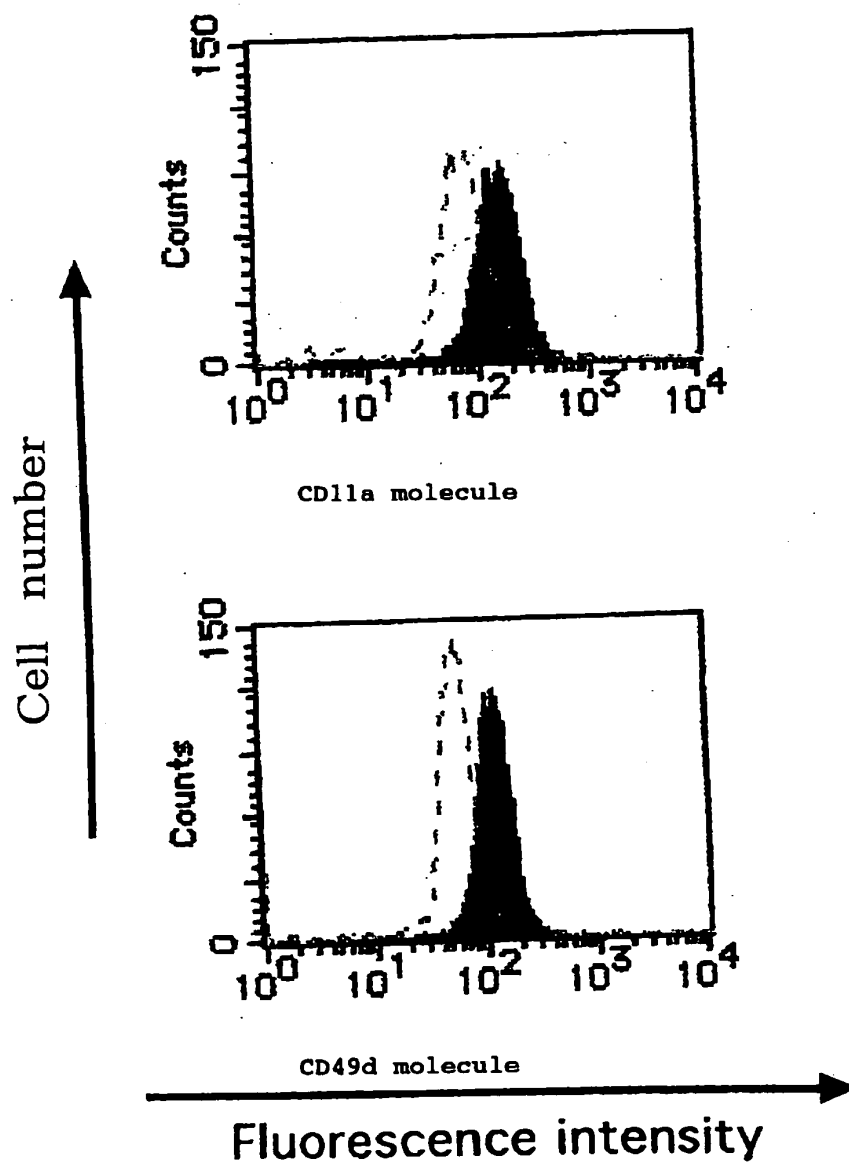 150
Counts
0
10^0 10^1 10^2 10^3 10^4
CD11a molecule
Cell number
150
Counts
0
10^0 10^1 10^2 10^3 10^4
CD49d molecule
Fluorescence intensity